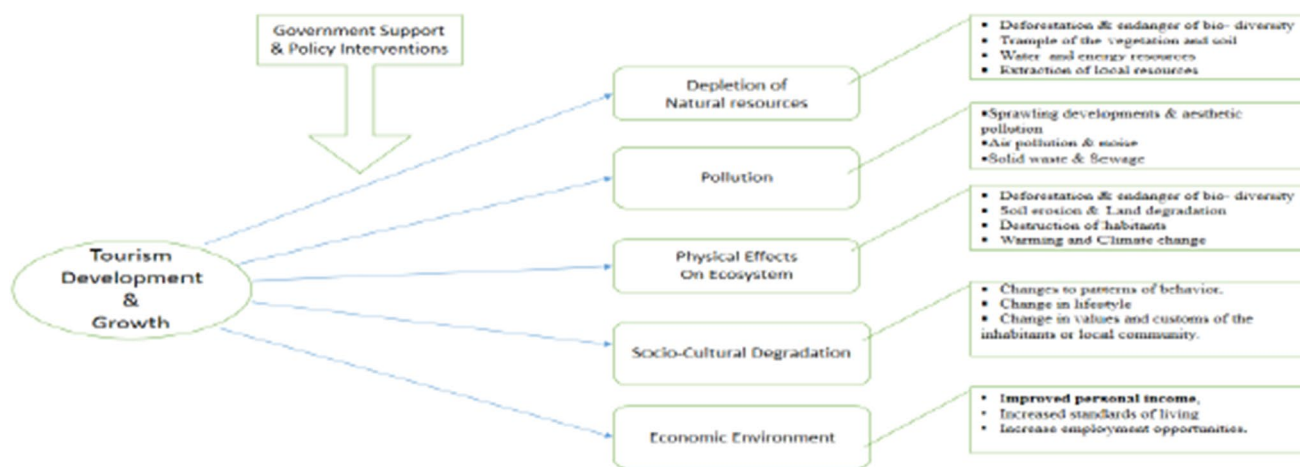 Government Support
& Policy Interventions
Tourism
Development
&
Growth
Depletion of
Natural resources
Pollution
Physical Effects
On Ecosystem
Socio-Cultural Degradation
Economic Environment
▪ Deforestation & endanger of bio- diversity
▪ Trample of the vegetation and soil
▪ Water and energy resources
▪ Extraction of local resources
▪Sprawling developments & aesthetic
pollution
▪Air pollution & noise
▪Solid waste & Sewage
▪ Deforestation & endanger of bio- diversity
▪ Soil erosion & Land degradation
▪ Destruction of habitants
▪ Warming and Climate change
▪ Changes to patterns of behavior.
▪ Change in lifestyle
▪ Change in values and customs of the
inhabitants or local community.
• Improved personal income,
• Increased standards of living
• Increase employment opportunities.